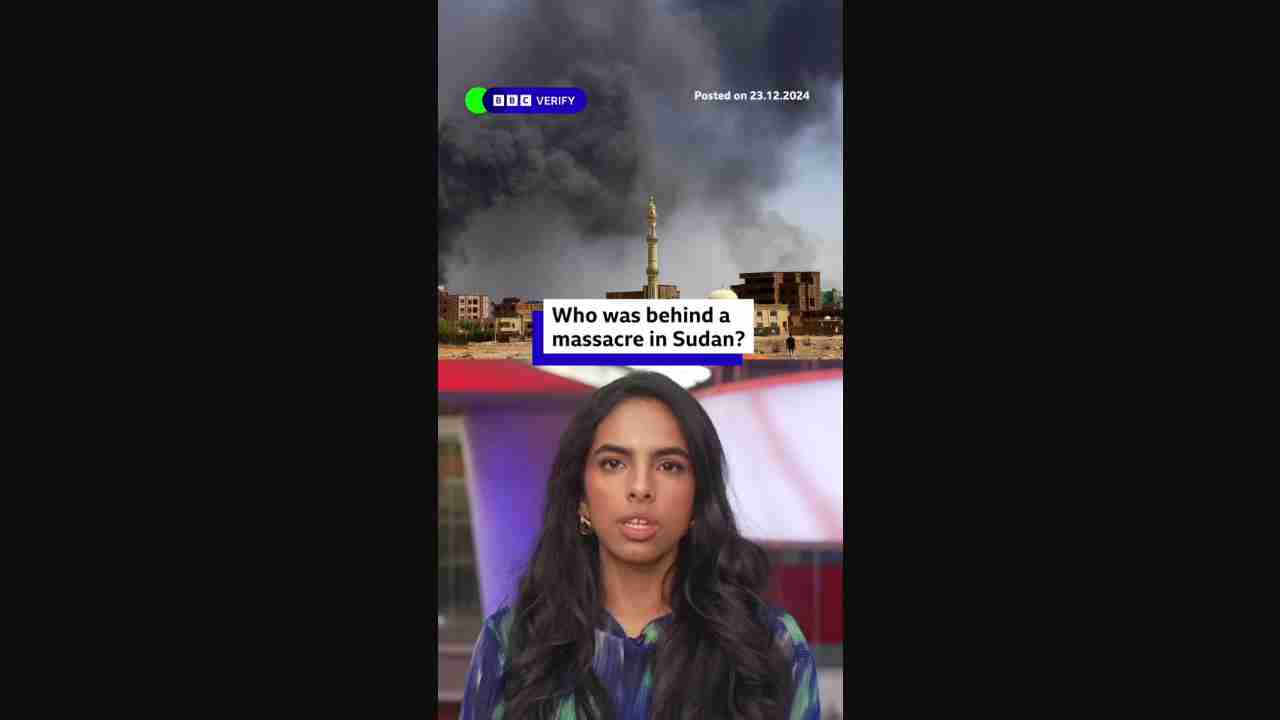 BBC VERIFY
Posted on 23.12.2024
Who was behind a
massacre in Sudan?